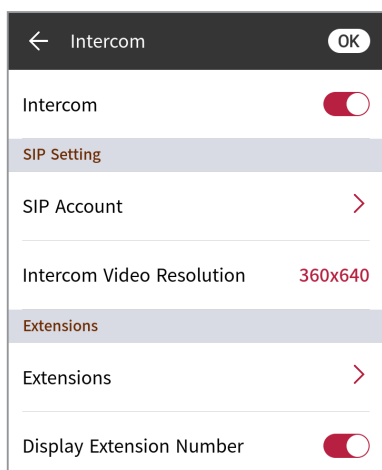 Intercom OK
Intercom
SIP Setting
SIP Account
Intercom Video Resolution 360x640
Extensions
Extensions
Display Extension Number